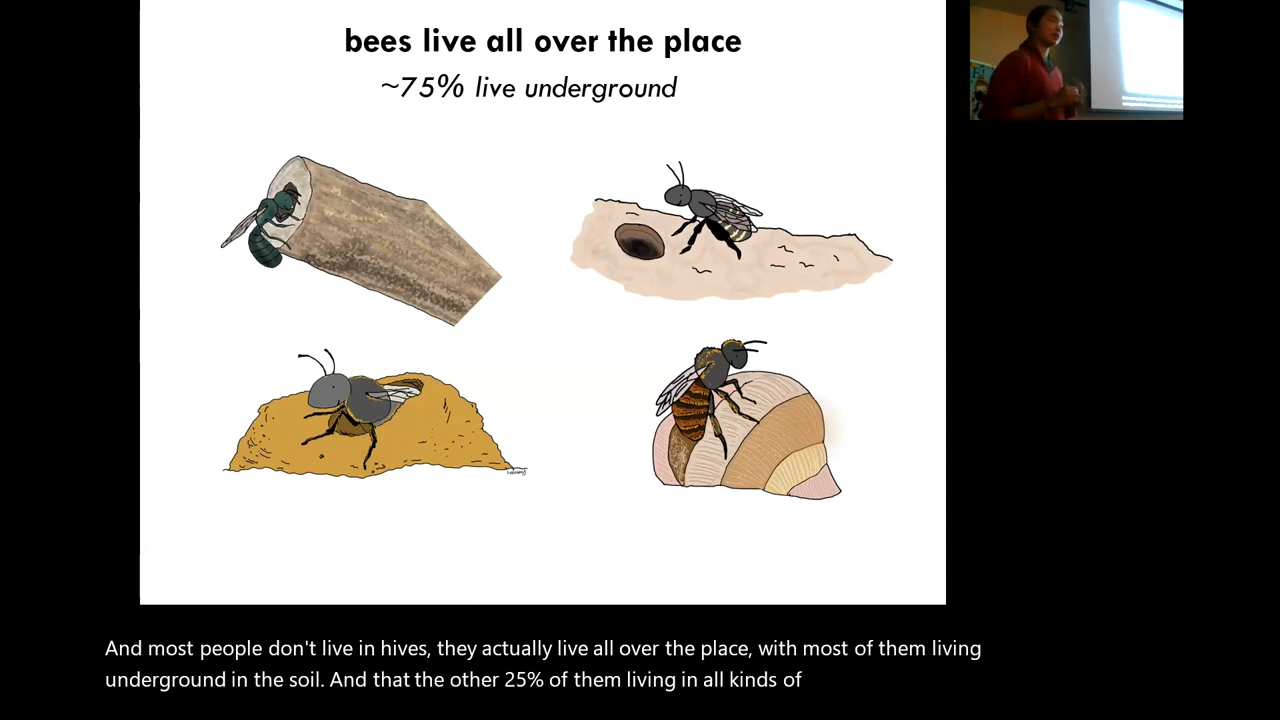 bees live all over the place
~75% live underground
And most people don't live in hives, they actually live all over the place, with most of them living
underground in the soil. And that the other 25% of them living in all kinds of